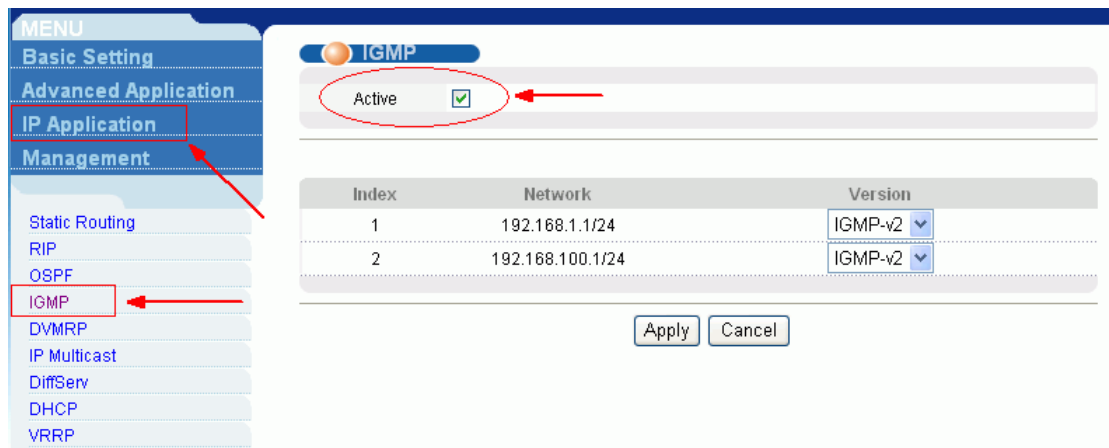 MENU
Basic Setting
Advanced Application
IP Application
Management
Static Routing
RIP
OSPF
IGMP
DVMRP
IP Multicast
DiffServ
DHCP
VRRP
IGMP
Active
Index Network Version
1 192.168.1.1/24 IGMP-v2
2 192.168.100.1/24 IGMP-v2
Apply Cancel